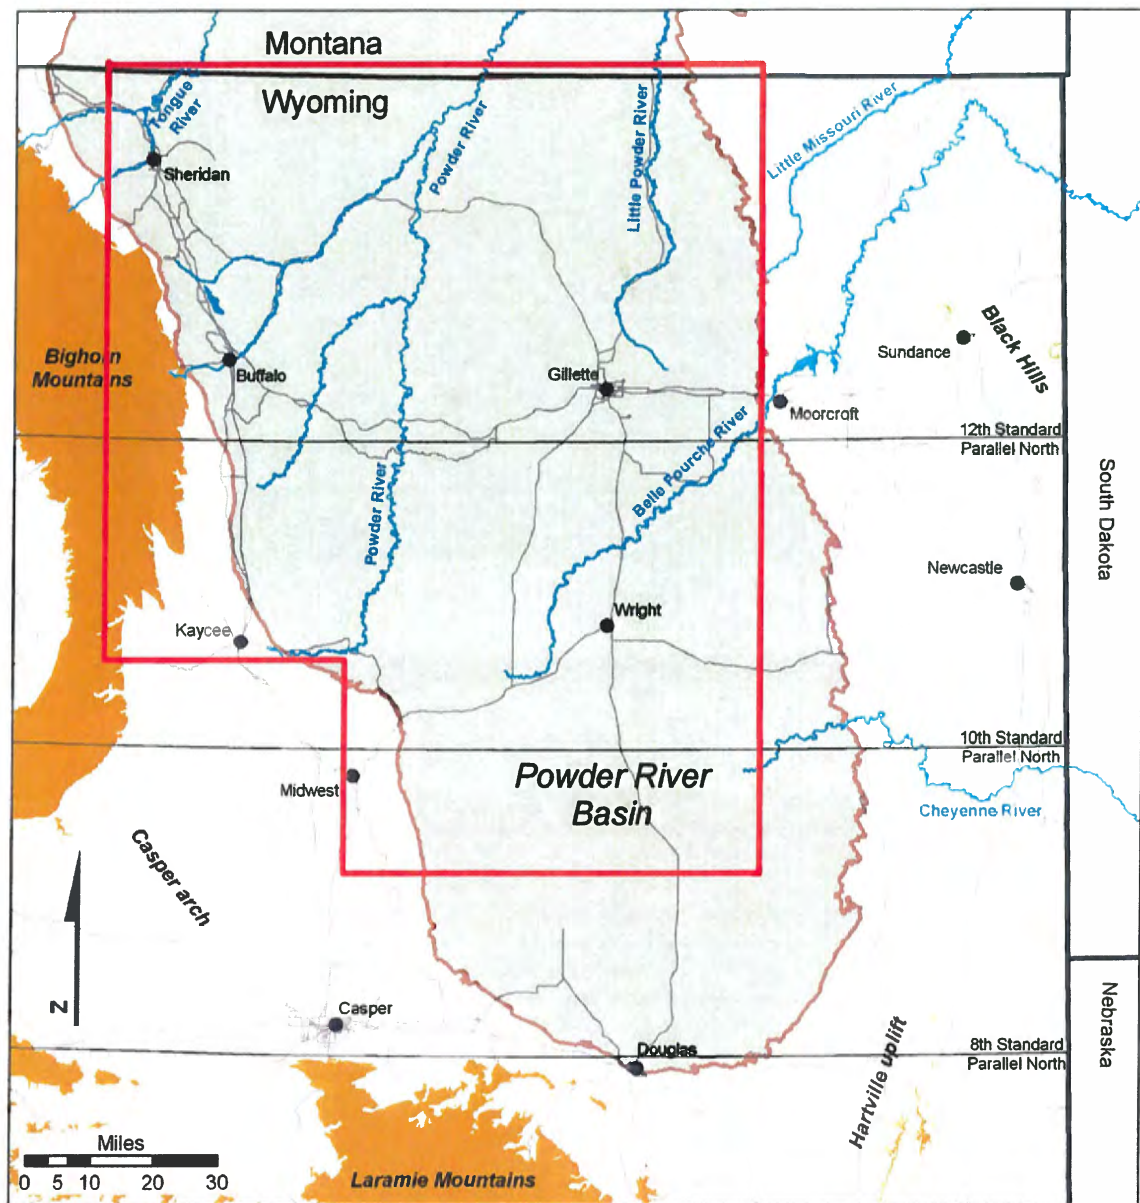 Montana
Wyoming
Tongue
River
Sheridan
Powder River
Little Powder River
Little Missouri River
Bighorn
Mountains
Buffalo
Gillette
Sundance
Black Hills
Moorcroft
12th Standard
Parallel North
Belle Fourche River
Powder River
South Dakota
Newcastle
Wright
Kaycee
10th Standard
Parallel North
Powder River
Basin
Midwest
Cheyenne River
Casper arch
N
Casper
Nebraska
Douglas
8th Standard
Parallel North
Hartville uplift
Miles
0 5 10 20 30
Laramie Mountains